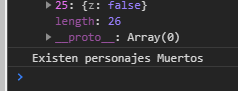 ▶ 25: {z: false}
length: 26
▶ __proto__: Array(0)
Existen personajes Muertos
>